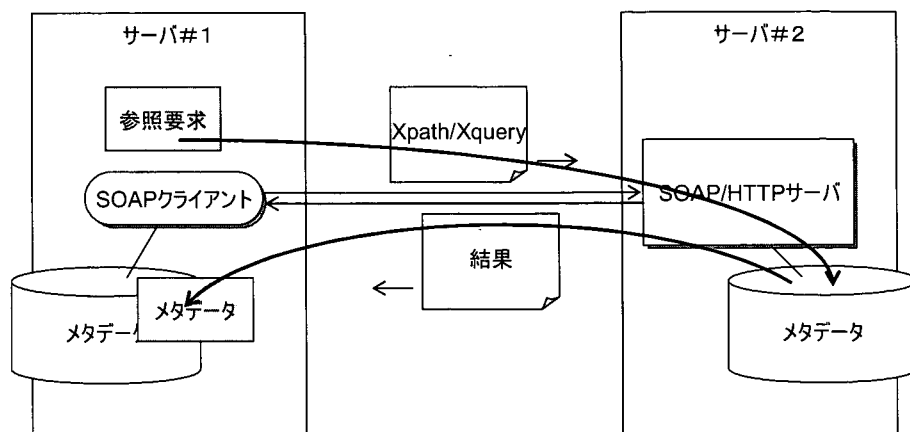 サーバ#1
サーバ#2
参照要求
Xpath/Xquery
SOAPクライアント
SOAP/HTTPサーバ
結果
メタデータ
メタデータ
メタデータ